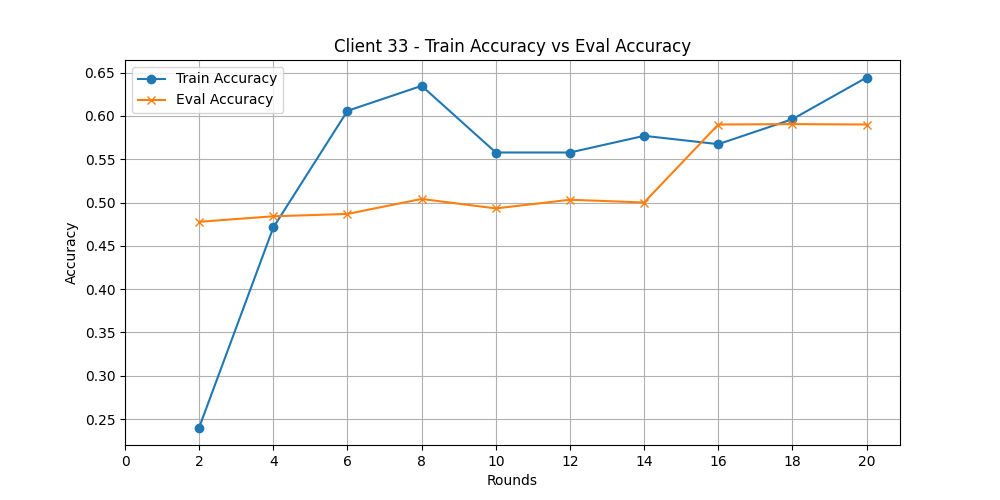 Client 33 - Train Accuracy vs Eval Accuracy
Train Accuracy
Eval Accuracy
Accuracy
0.65
0.60
0.55
0.50
0.45
0.40
0.35
0.30
0.25
0 2 4 6 8 10 12 14 16 18 20
Rounds